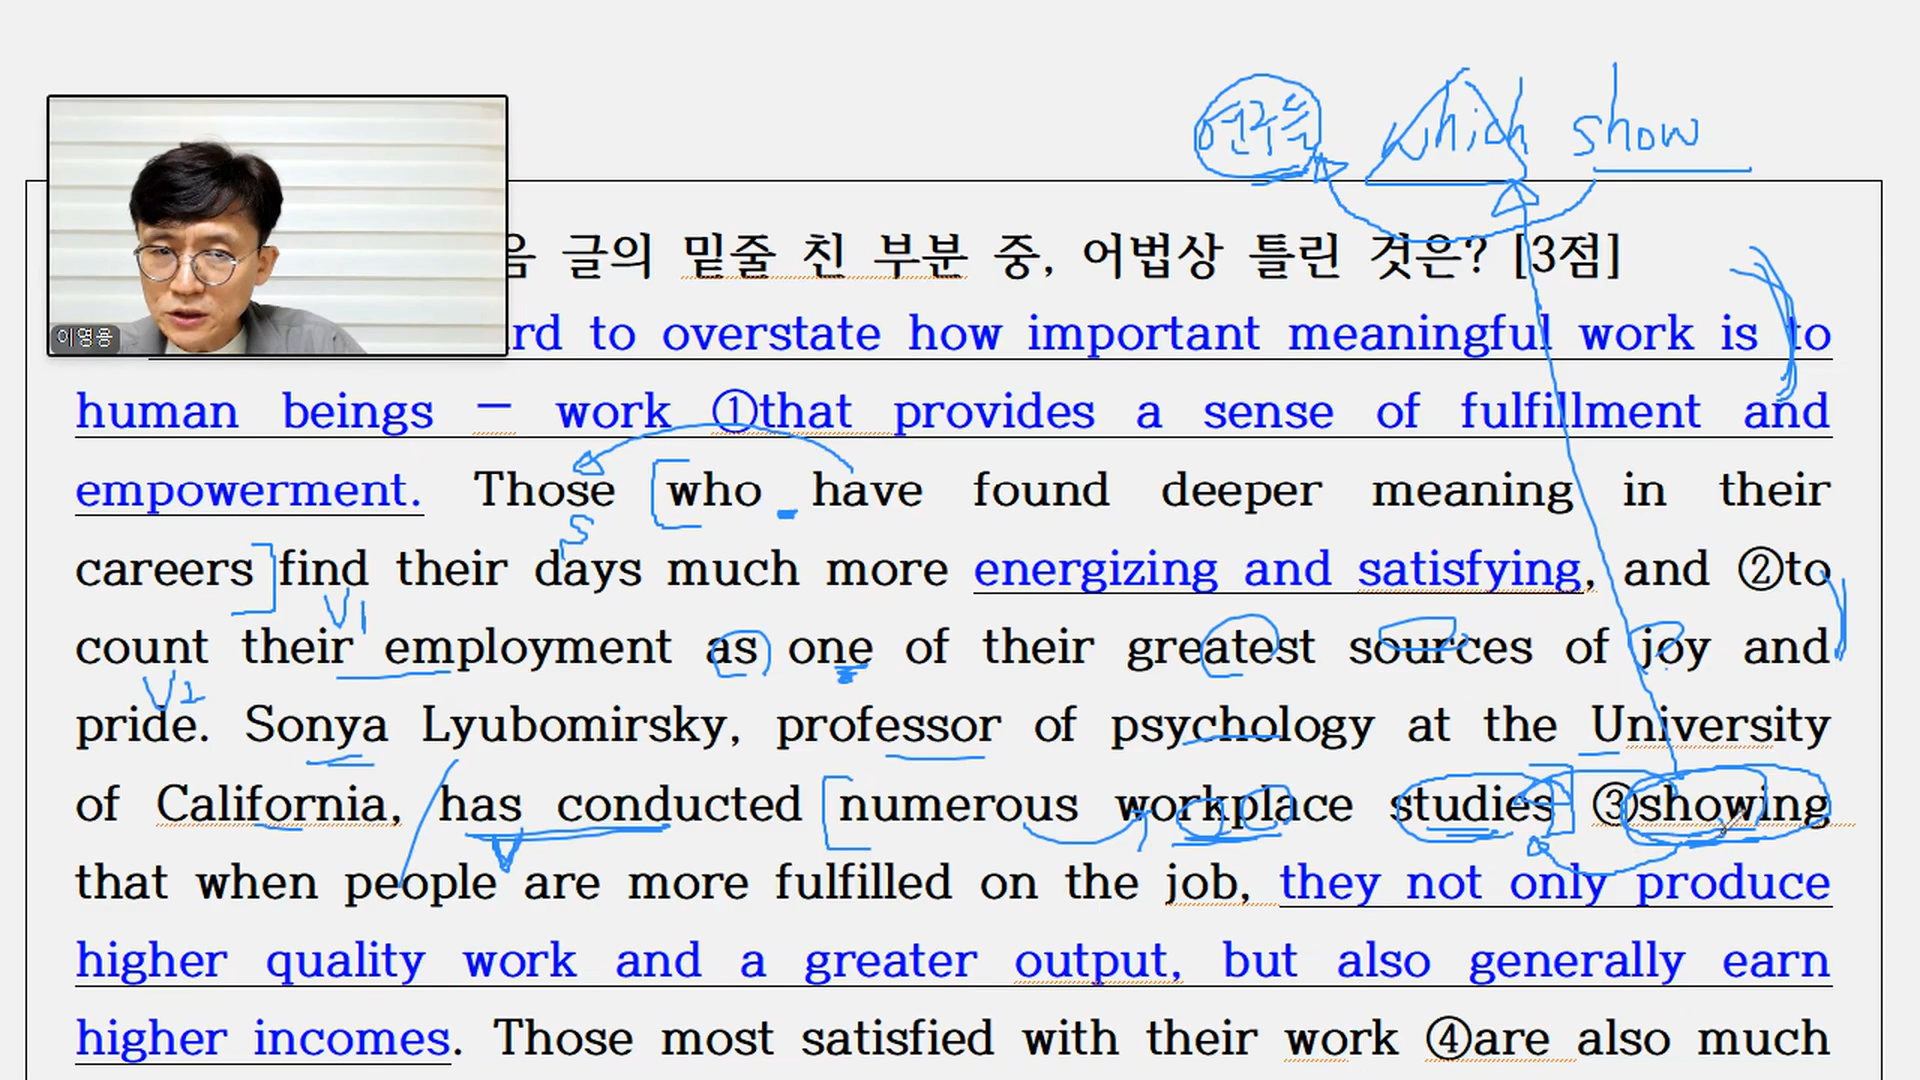 연구들 which show
음 글의 밑줄 친 부분 중, 어법상 틀린 것은? [3점]
이영용
rd to overstate how important meaningful work is to
human beings — work ①that provides a sense of fulfillment and
empowerment. Those who have found deeper meaning in their
S
careers find their days much more energizing and satisfying, and ②to
V1
count their employment as one of their greatest sources of joy and
V2
pride. Sonya Lyubomirsky, professor of psychology at the University
of California, has conducted numerous workplace studies ③showing
V
that when people are more fulfilled on the job, they not only produce
higher quality work and a greater output, but also generally earn
higher incomes. Those most satisfied with their work ④are also much